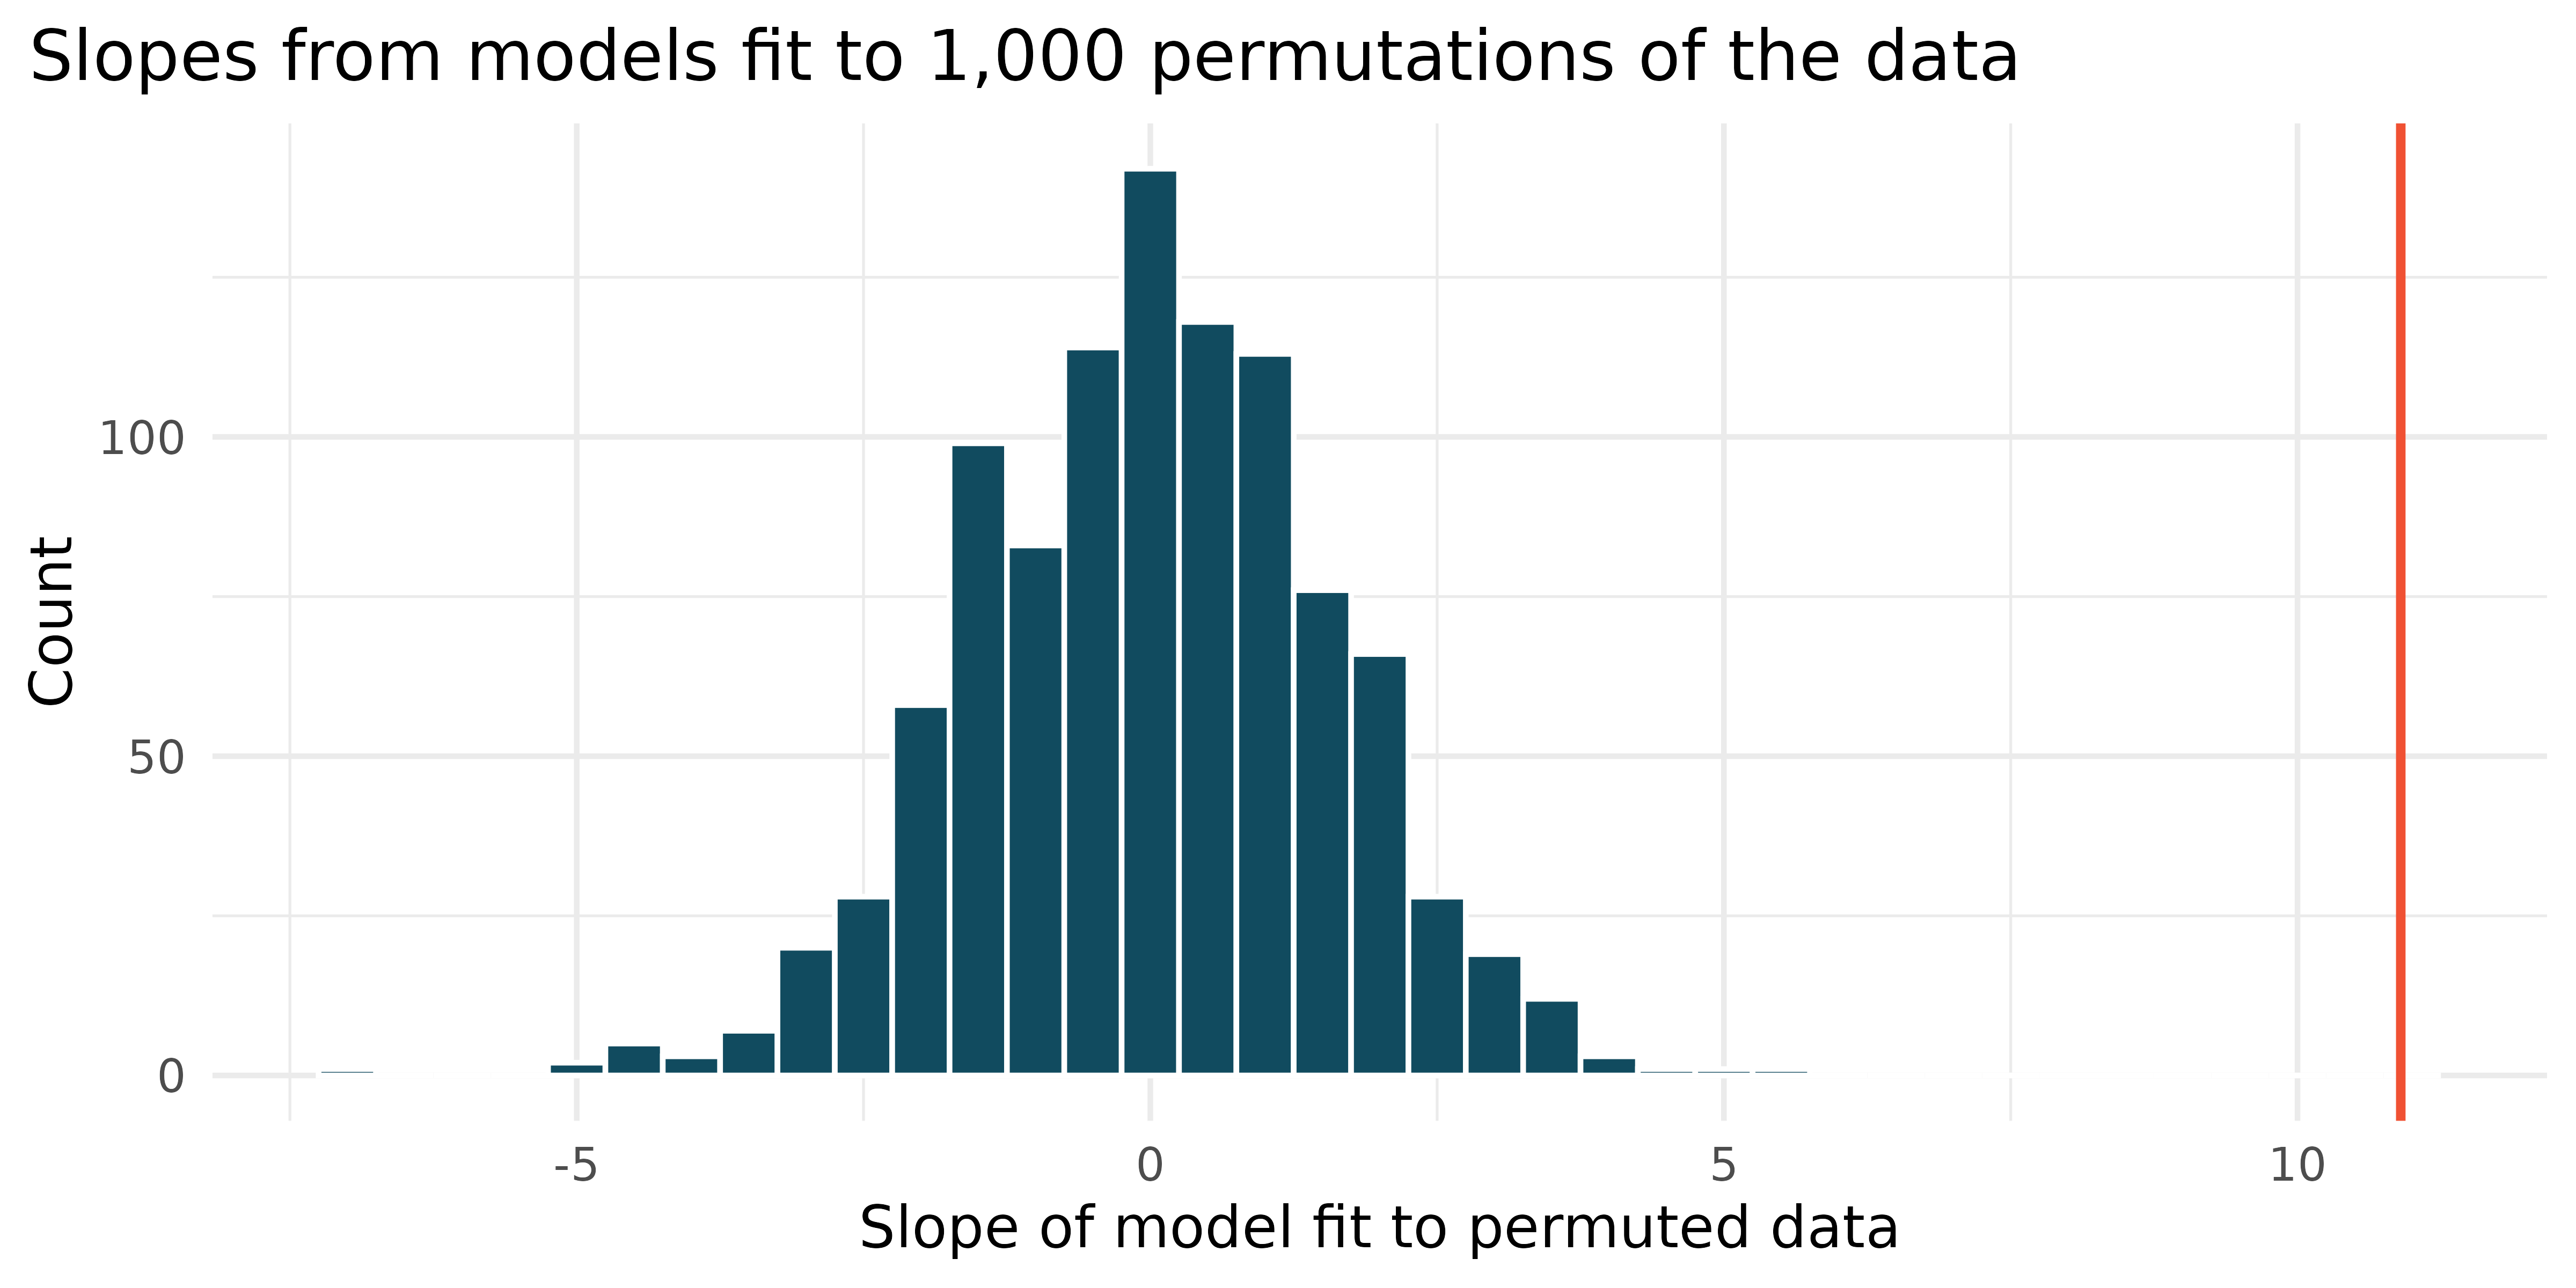 Slopes from models fit to 1,000 permutations of the data
Count
100
50
0
-5 0 5 10
Slope of model fit to permuted data